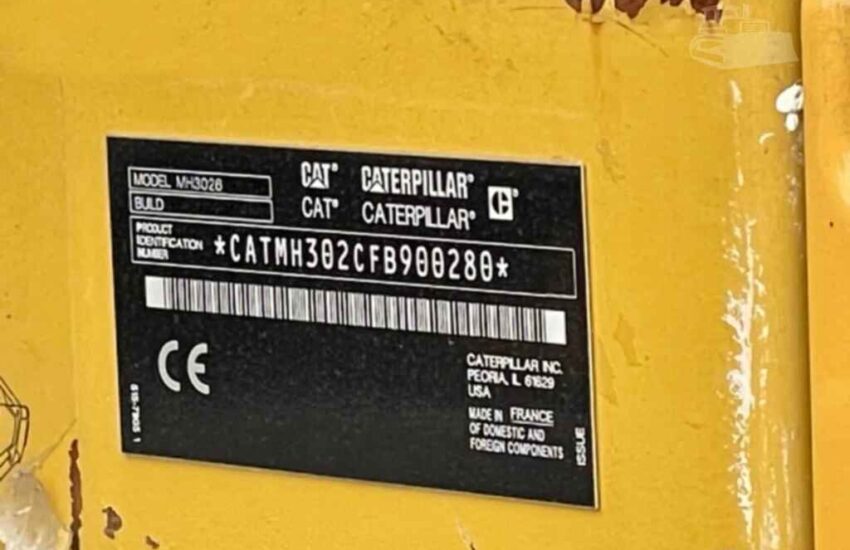 MODEL MH3026
BUILD
CAT® CATERPILLAR®
CAT® CATERPILLAR®
PRODUCT
IDENTIFICATION
NUMBER
*CATMH302CFB900280*
CE
CATERPILLAR INC.
PEORIA, IL 61629
USA
MADE IN FRANCE
OF DOMESTIC AND
FOREIGN COMPONENTS
ISSUE